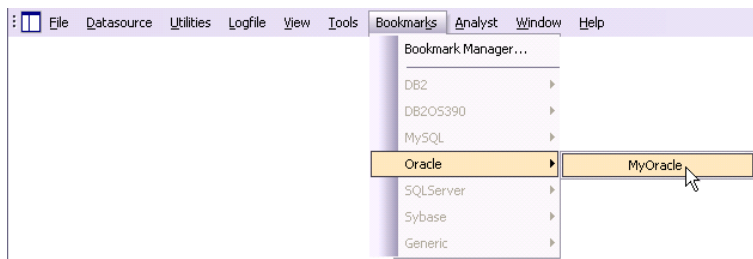 File Datasource Utilities Logfile View Tools Bookmarks Analyst Window Help
Bookmark Manager...
DB2
DB2OS390
MySQL
Oracle MyOracle
SQLServer
Sybase
Generic